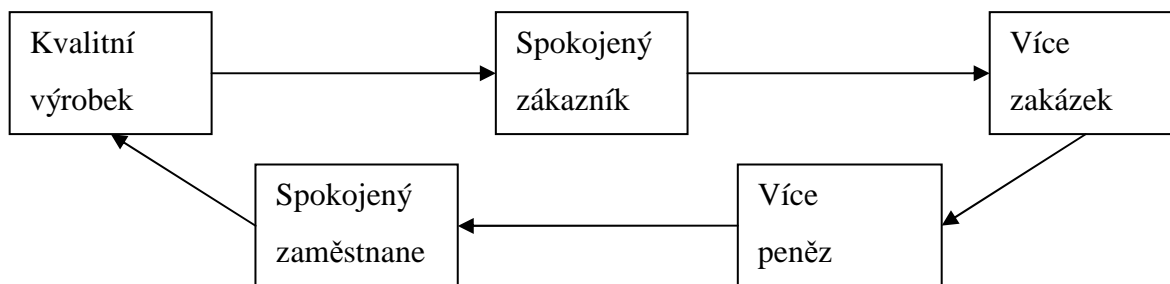 Kvalitní
výrobek
Spokojený
zákazník
Více
zakázek
Více
peněz
Spokojený
zaměstnane